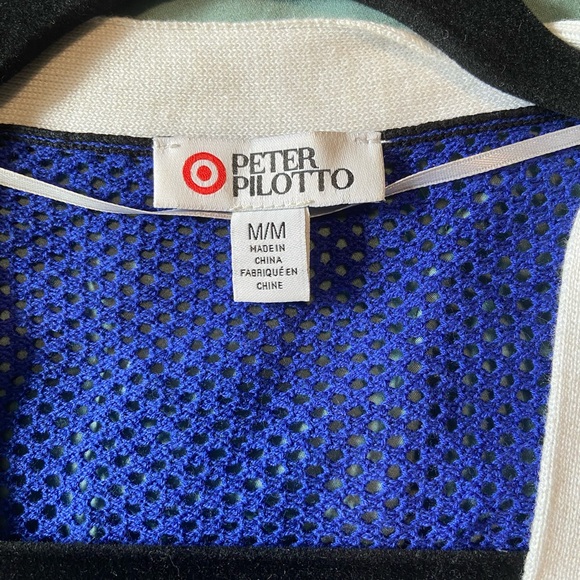 PETER
PILOTTO
M/M
MADE IN
CHINA
FABRIQUÉ EN
CHINE